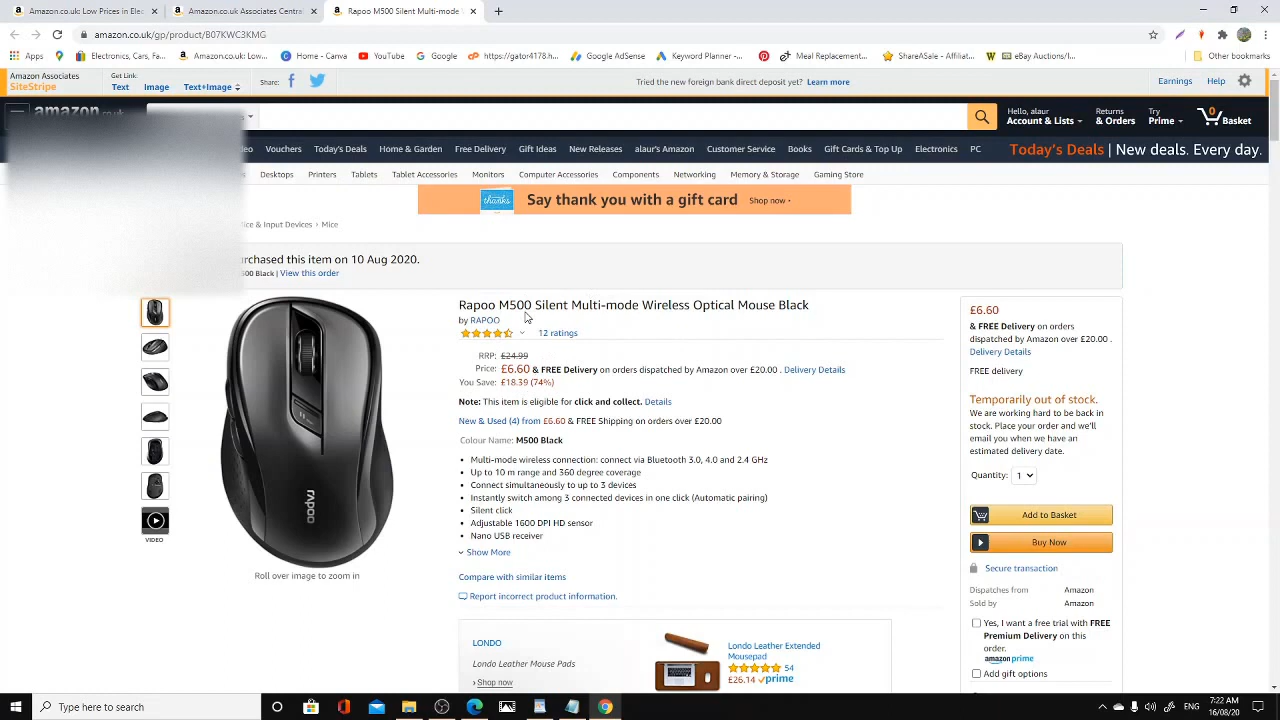 Amazon.co.uk: Low Prices in Elec
Amazon.co.uk Associates Central
Rapoo M500 Silent Multi-mode W
amazon.co.uk/gp/product/B07KWC3KMG
Apps
Electronics, Cars, Fa...
Amazon.co.uk: Low...
Home - Canva
YouTube
Google
https://gator4178.h...
Google AdSense
Keyword Planner -...
Meal Replacement...
ShareASale - Affiliat...
eBay Auctions/I...
Other bookmarks
Amazon Associates
SiteStripe
Get Link:
Text Image Text+Image
Share:
Tried the new foreign bank direct deposit yet? Learn more
Earnings Help
amazon
Hello, alaur
Account & Lists
Returns
& Orders
Try
Prime
0
Basket
Vouchers Today's Deals Home & Garden Free Delivery Gift Ideas New Releases alaur's Amazon Customer Service Books Gift Cards & Top Up Electronics PC
Today's Deals | New deals. Every day.
Desktops Printers Tablets Tablet Accessories Monitors Computer Accessories Components Networking Memory & Storage Gaming Store
thanks
Say thank you with a gift card Shop now
Mice & Input Devices › Mice
rchased this item on 10 Aug 2020.
500 Black | View this order
Rapoo M500 Silent Multi-mode Wireless Optical Mouse Black
by RAPOO
12 ratings
RRP: £24.99
Price: £6.60 & FREE Delivery on orders dispatched by Amazon over £20.00 . Delivery Details
You Save: £18.39 (74%)
Note: This item is eligible for click and collect. Details
New & Used (4) from £6.60 & FREE Shipping on orders over £20.00
Colour Name: M500 Black
• Multi-mode wireless connection: connect via Bluetooth 3.0, 4.0 and 2.4 GHz
• Up to 10 m range and 360 degree coverage
• Connect simultaneously to up to 3 devices
• Instantly switch among 3 connected devices in one click (Automatic pairing)
• Silent click
• Adjustable 1600 DPI HD sensor
• Nano USB receiver
Show More
Compare with similar items
Report incorrect product information.
rapoo
VIDEO
Roll over image to zoom in
LONDO
Londo Leather Mouse Pads
› Shop now
Londo Leather Extended
Mousepad
54
£26.14 prime
£6.60
& FREE Delivery on orders
dispatched by Amazon over £20.00 .
Delivery Details
FREE delivery
Temporarily out of stock.
We are working hard to be back in
stock. Place your order and we'll
email you when we have an
estimated delivery date.
Quantity: 1
Add to Basket
Buy Now
Secure transaction
Dispatches from Amazon
Sold by Amazon
Yes, I want a free trial with FREE
Premium Delivery on this
order.
amazon prime
Add gift options
Type here to search
ENG
7:22 AM
16/08/20